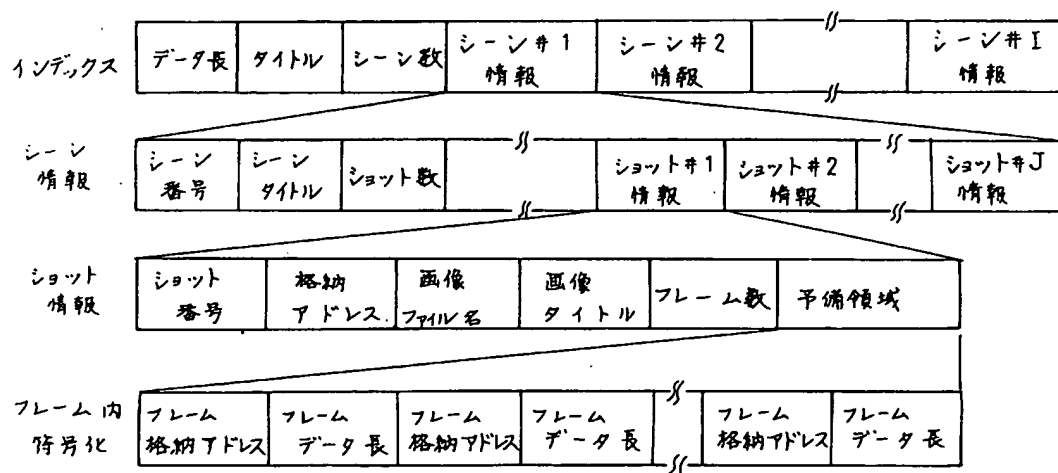 インデックス
データ長
タイトル
シーン数
シーン#1
情報
シーン#2
情報
シーン#I
情報
シーン
情報
シーン
番号
シーン
タイトル
ショット数
ショット#1
情報
ショット#2
情報
ショット#J
情報
ショット
情報
ショット
番号
格納
アドレス
画像
ファイル名
画像
タイトル
フレーム数
予備領域
フレーム内
符号化
フレーム
格納アドレス
フレーム
データ長
フレーム
格納アドレス
フレーム
データ長
フレーム
格納アドレス
フレーム
データ長